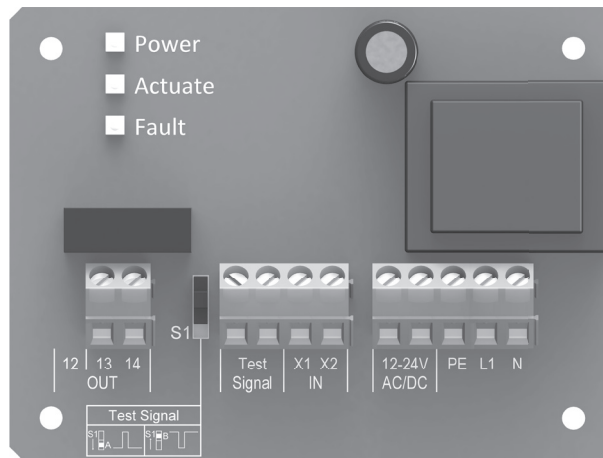 Power
Actuate
Fault
S1
12 13 14
OUT
Test
Signal
X1 X2
IN
12-24V
AC/DC
PE L1 N
Test Signal
S1 A
S1 B